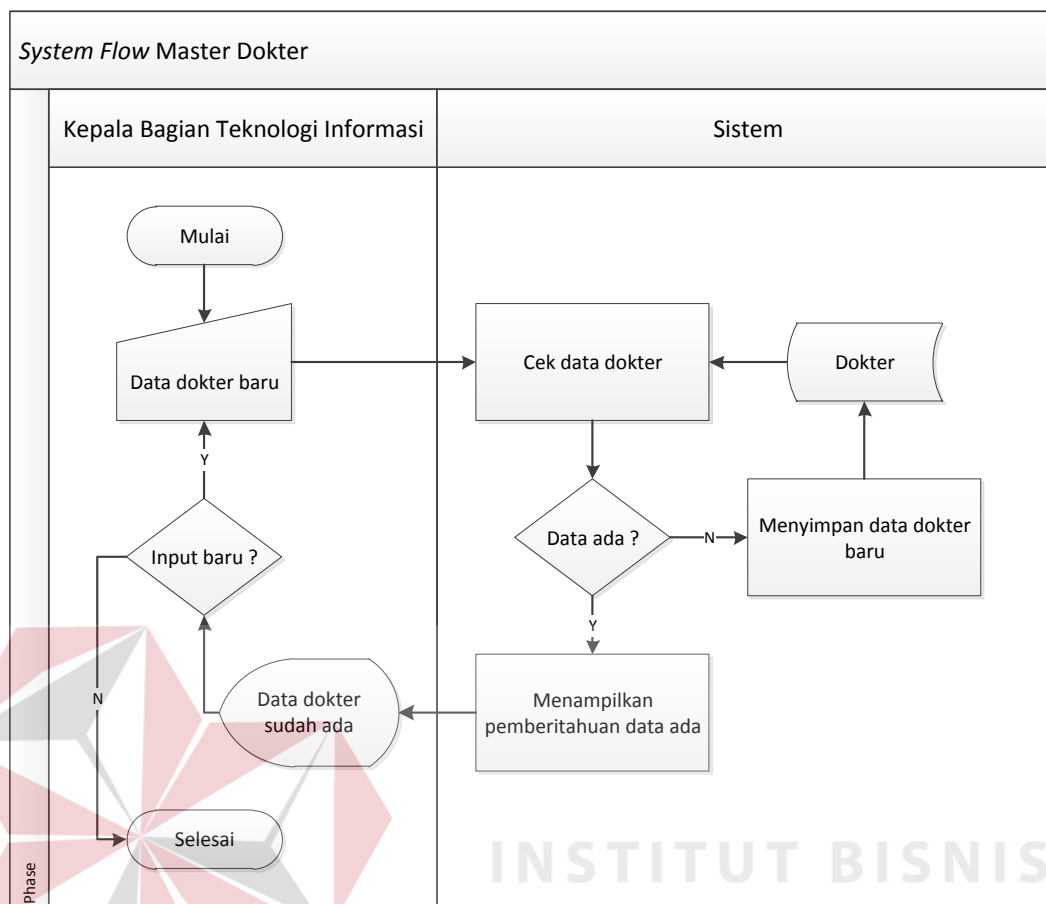 System Flow Master Dokter
Kepala Bagian Teknologi Informasi
Sistem
Mulai
Data dokter baru
Cek data dokter
Dokter
Y
Input baru ?
Data ada ?
N
Menyimpan data dokter
baru
Y
N
Data dokter
sudah ada
Menampilkan
pemberitahuan data ada
Selesai
Phase
INSTITUT BISNIS